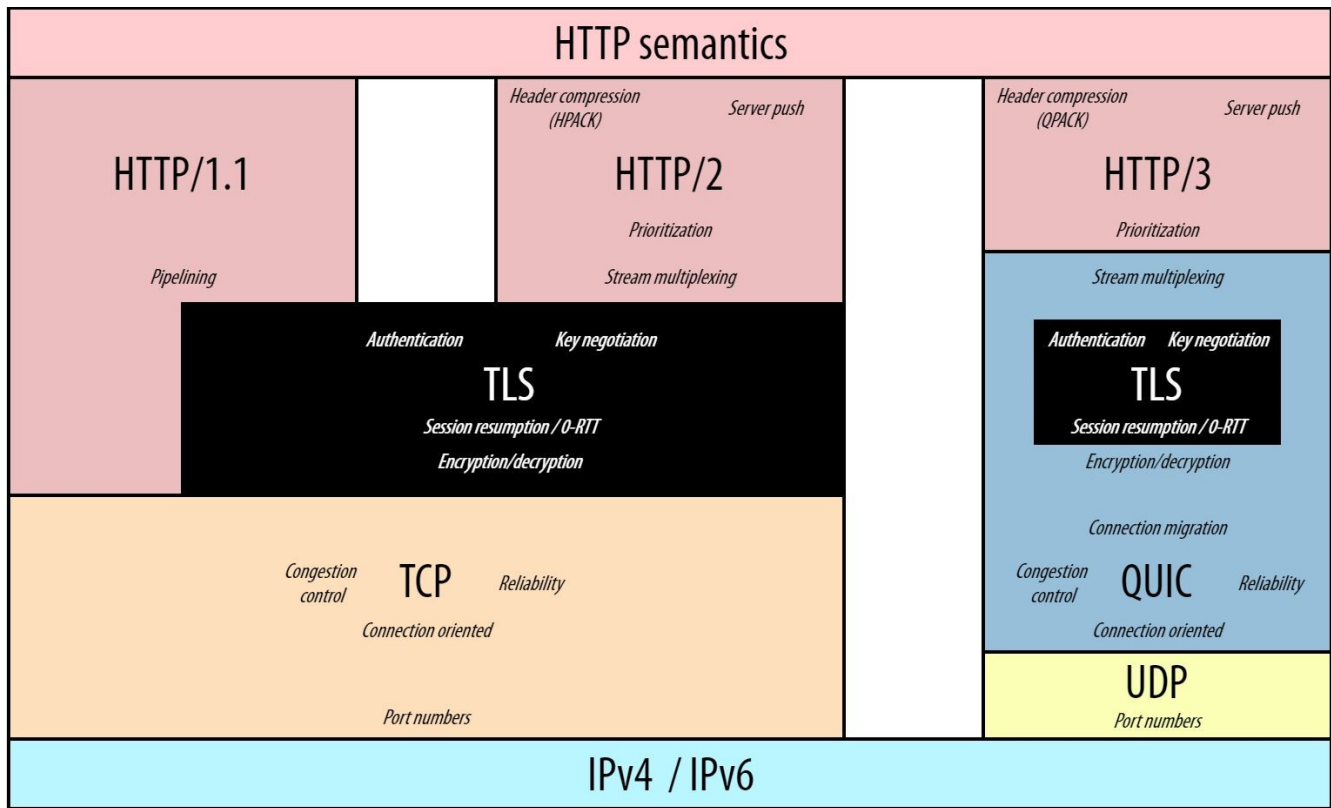 HTTP semantics
HTTP/1.1
Pipelining
Header compression
(HPACK)
Server push
HTTP/2
Prioritization
Stream multiplexing
Header compression
(QPACK)
Server push
HTTP/3
Prioritization
Stream multiplexing
Authentication
Key negotiation
TLS
Session resumption / 0-RTT
Encryption/decryption
Authentication
Key negotiation
TLS
Session resumption / 0-RTT
Encryption/decryption
Connection migration
Congestion
control
TCP
Reliability
Connection oriented
Port numbers
Congestion
control
QUIC
Reliability
Connection oriented
UDP
Port numbers
IPv4 / IPv6